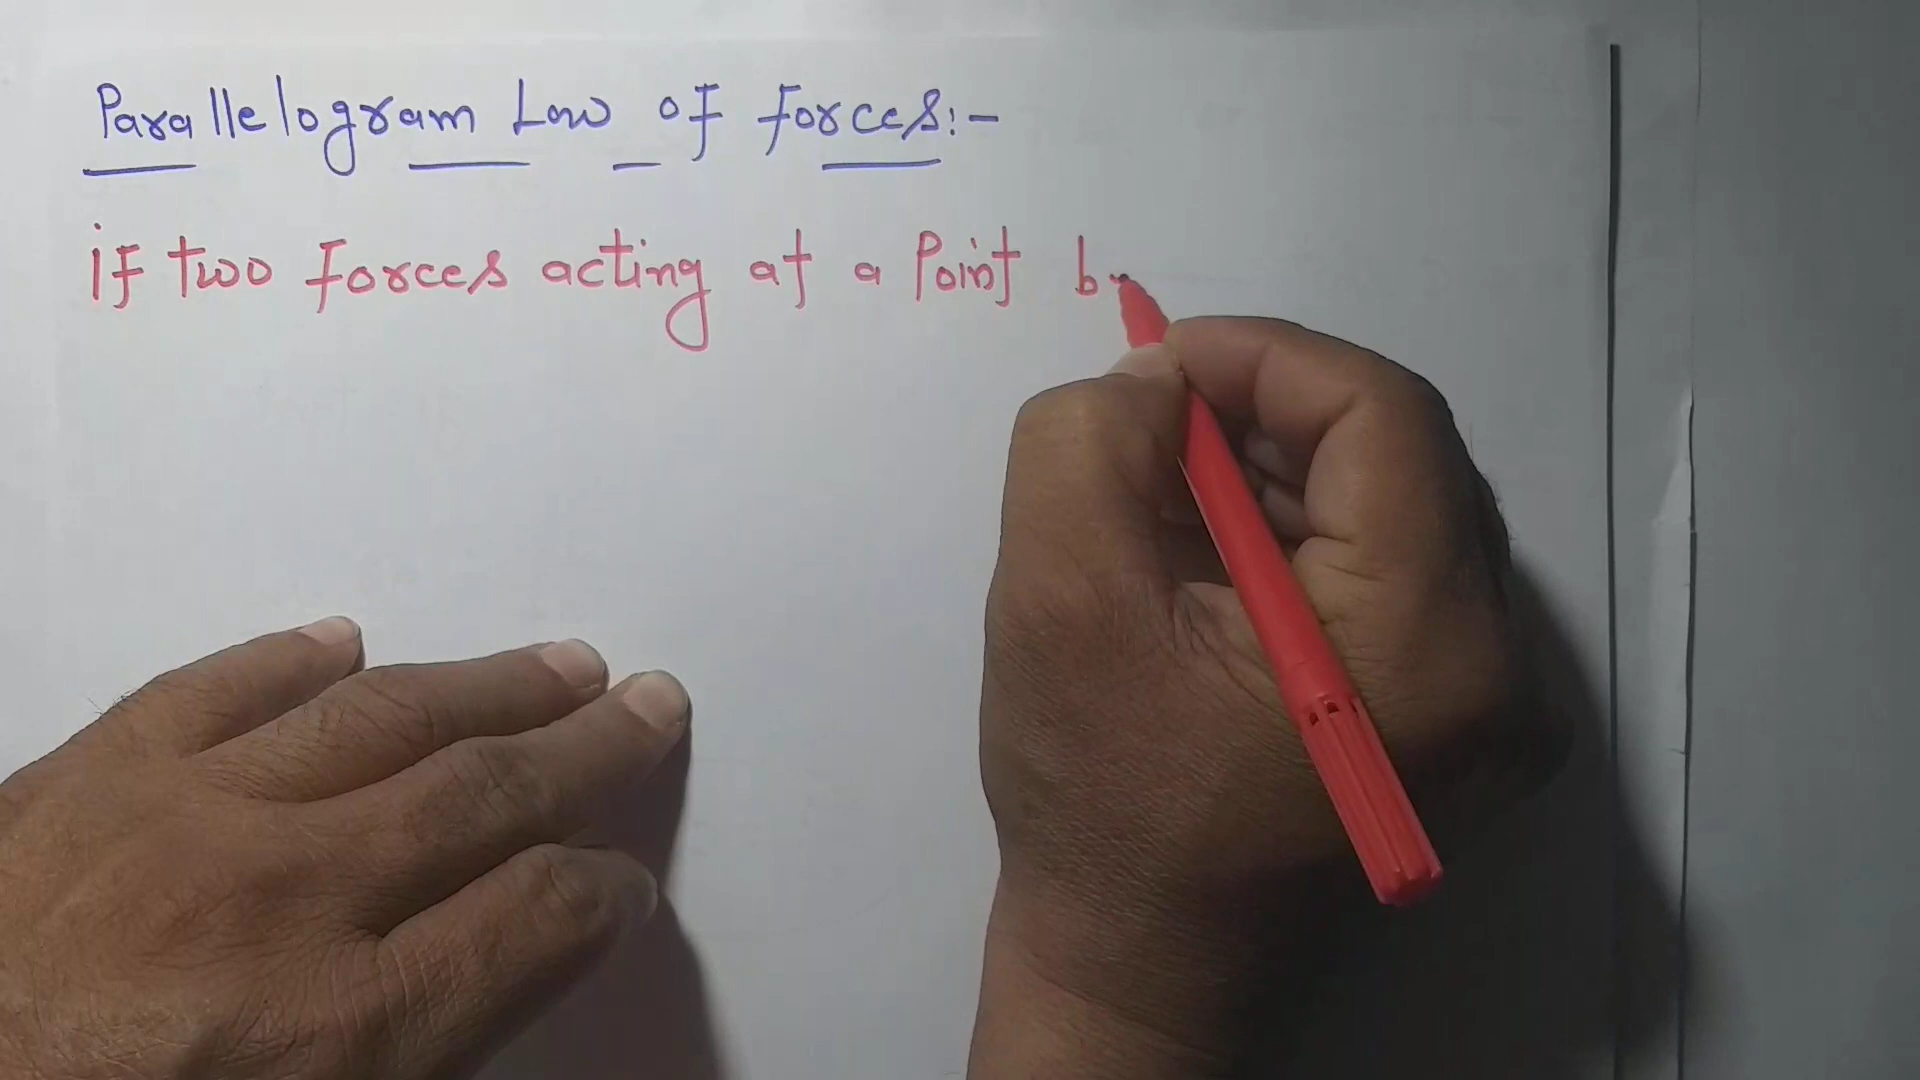 Parallelogram Law of forces:-
if two forces acting at a Point